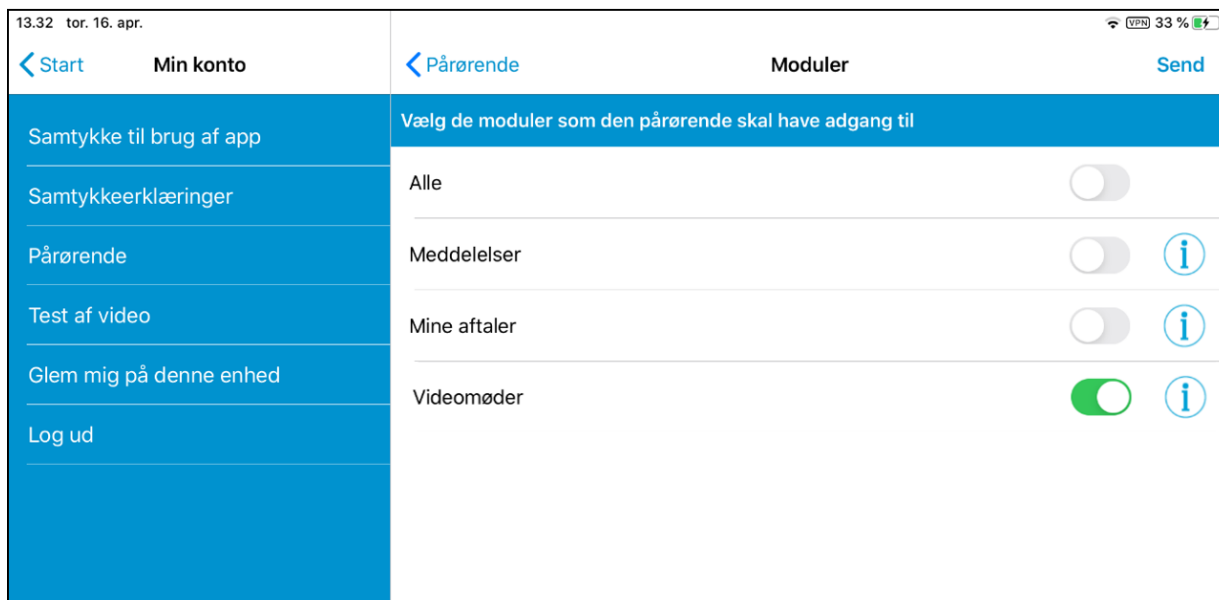 13.32 tor. 16. apr.
VPN 33 %
Start Min konto
Pårørende Moduler Send
Samtykke til brug af app
Samtykkeerklæringer
Pårørende
Test af video
Glem mig på denne enhed
Log ud
Vælg de moduler som den pårørende skal have adgang til
Alle
Meddelelser
Mine aftaler
Videomøder